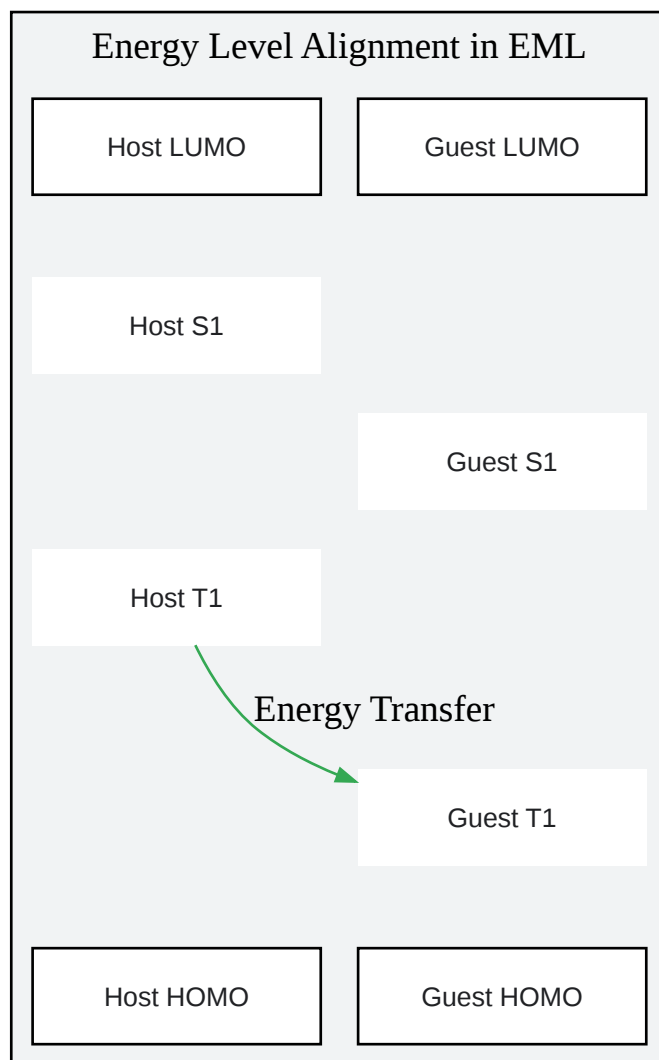 Energy Level Alignment in EML
Host LUMO
Guest LUMO
Host S1
Guest S1
Host T1
Energy Transfer
Guest T1
Host HOMO
Guest HOMO